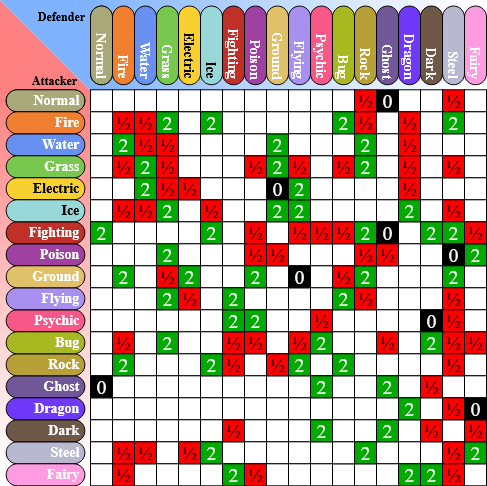 Defender
Normal Fire Water Grass Electric Ice Fighting Poison Ground Flying Psychic Bug Rock Ghost Dragon Dark Steel Fairy
Attacker
Normal ½ 0 ½
Fire ½ ½ 2 2 2 ½ ½ 2
Water 2 ½ ½ 2 2 ½
Grass ½ 2 ½ ½ 2 ½ ½ 2 ½ ½
Electric 2 ½ ½ 0 2 ½
Ice ½ ½ 2 ½ 2 2 2 ½
Fighting 2 2 ½ ½ ½ ½ 2 0 2 2 ½
Poison 2 ½ ½ ½ ½ 0 2
Ground 2 ½ 2 2 0 ½ 2 2
Flying 2 ½ 2 2 ½ ½
Psychic 2 2 ½ 0 ½
Bug ½ 2 ½ ½ ½ 2 ½ 2 ½ ½
Rock 2 2 ½ ½ 2 2 ½
Ghost 0 2 2 ½
Dragon 2 ½ 0
Dark ½ 2 2 ½ ½
Steel ½ ½ ½ 2 2 ½ 2
Fairy ½ 2 ½ 2 2 ½